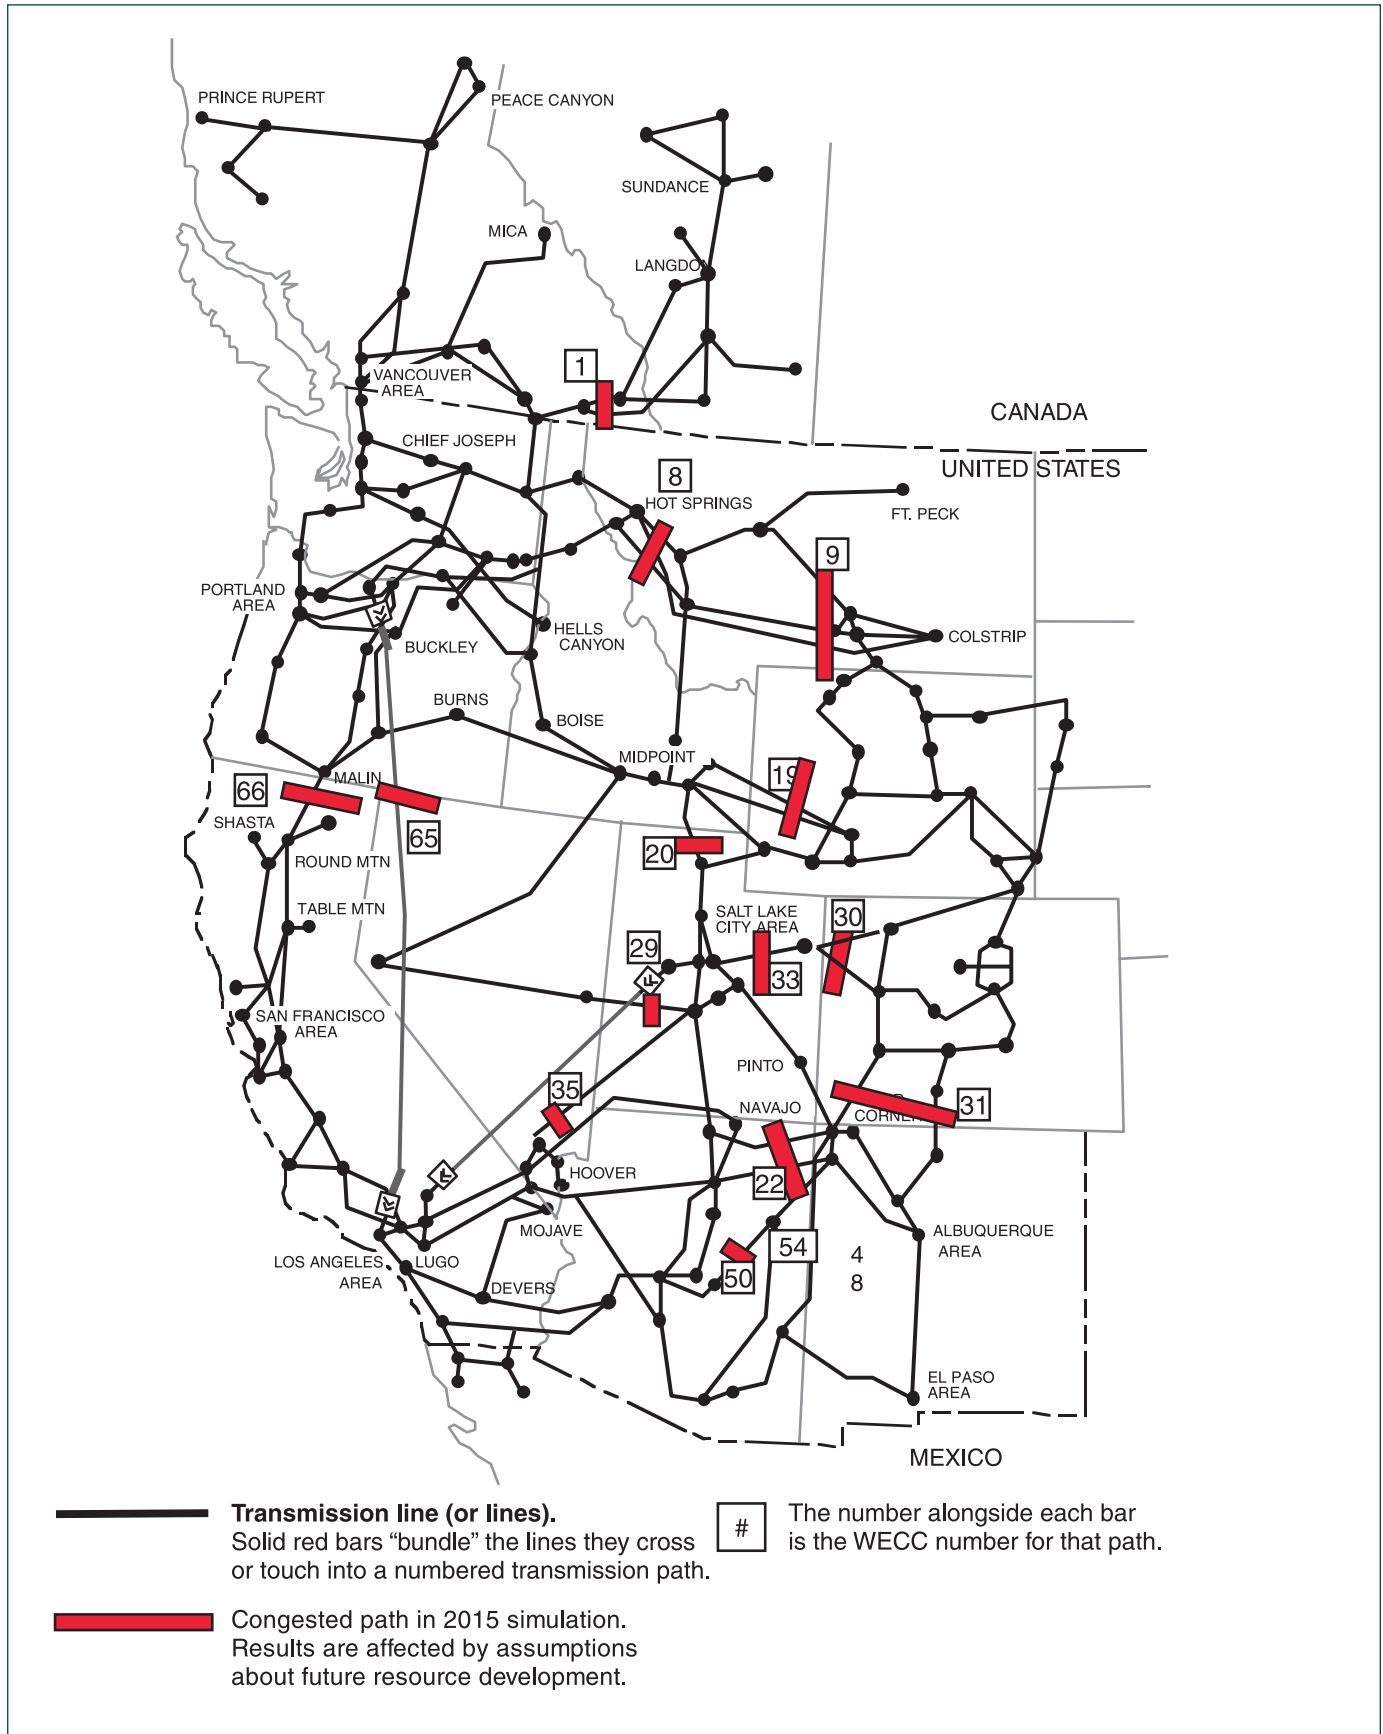 PRINCE RUPERT
PEACE CANYON
SUNDANCE
MICA
LANGDON
1
VANCOUVER
AREA
CANADA
CHIEF JOSEPH
UNITED STATES
8
HOT SPRINGS
FT. PECK
9
PORTLAND
AREA
HELLS
CANYON
COLSTRIP
BUCKLEY
BURNS
BOISE
MIDPOINT
19
MALIN
66
SHASTA
65
20
ROUND MTN
TABLE MTN
SALT LAKE
CITY AREA
30
29
33
SAN FRANCISCO
AREA
PINTO
35
NAVAJO
31
CORNER
HOOVER
22
MOJAVE
54
ALBUQUERQUE
AREA
4
8
LOS ANGELES
AREA
LUGO
50
DEVERS
EL PASO
AREA
MEXICO
Transmission line (or lines).
Solid red bars “bundle” the lines they cross
or touch into a numbered transmission path.
#
The number alongside each bar
is the WECC number for that path.
Congested path in 2015 simulation.
Results are affected by assumptions
about future resource development.